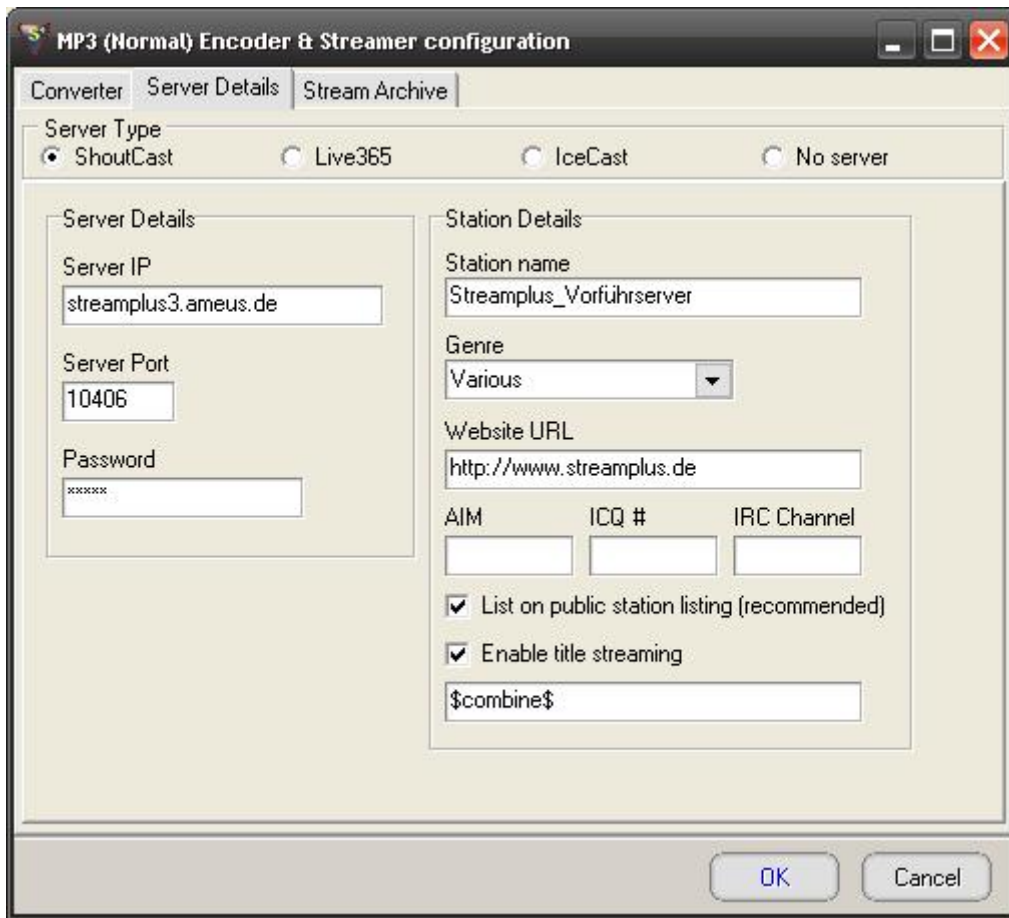 MP3 (Normal) Encoder & Streamer configuration
Converter Server Details Stream Archive
Server Type
ShoutCast Live365 IceCast No server
Server Details
Server IP
streamplus3.ameus.de
Server Port
10406
Password
*****
Station Details
Station name
Streamplus_Vorführserver
Genre
Various
Website URL
http://www.streamplus.de
AIM ICQ # IRC Channel
List on public station listing (recommended)
Enable title streaming
$combine$
OK Cancel